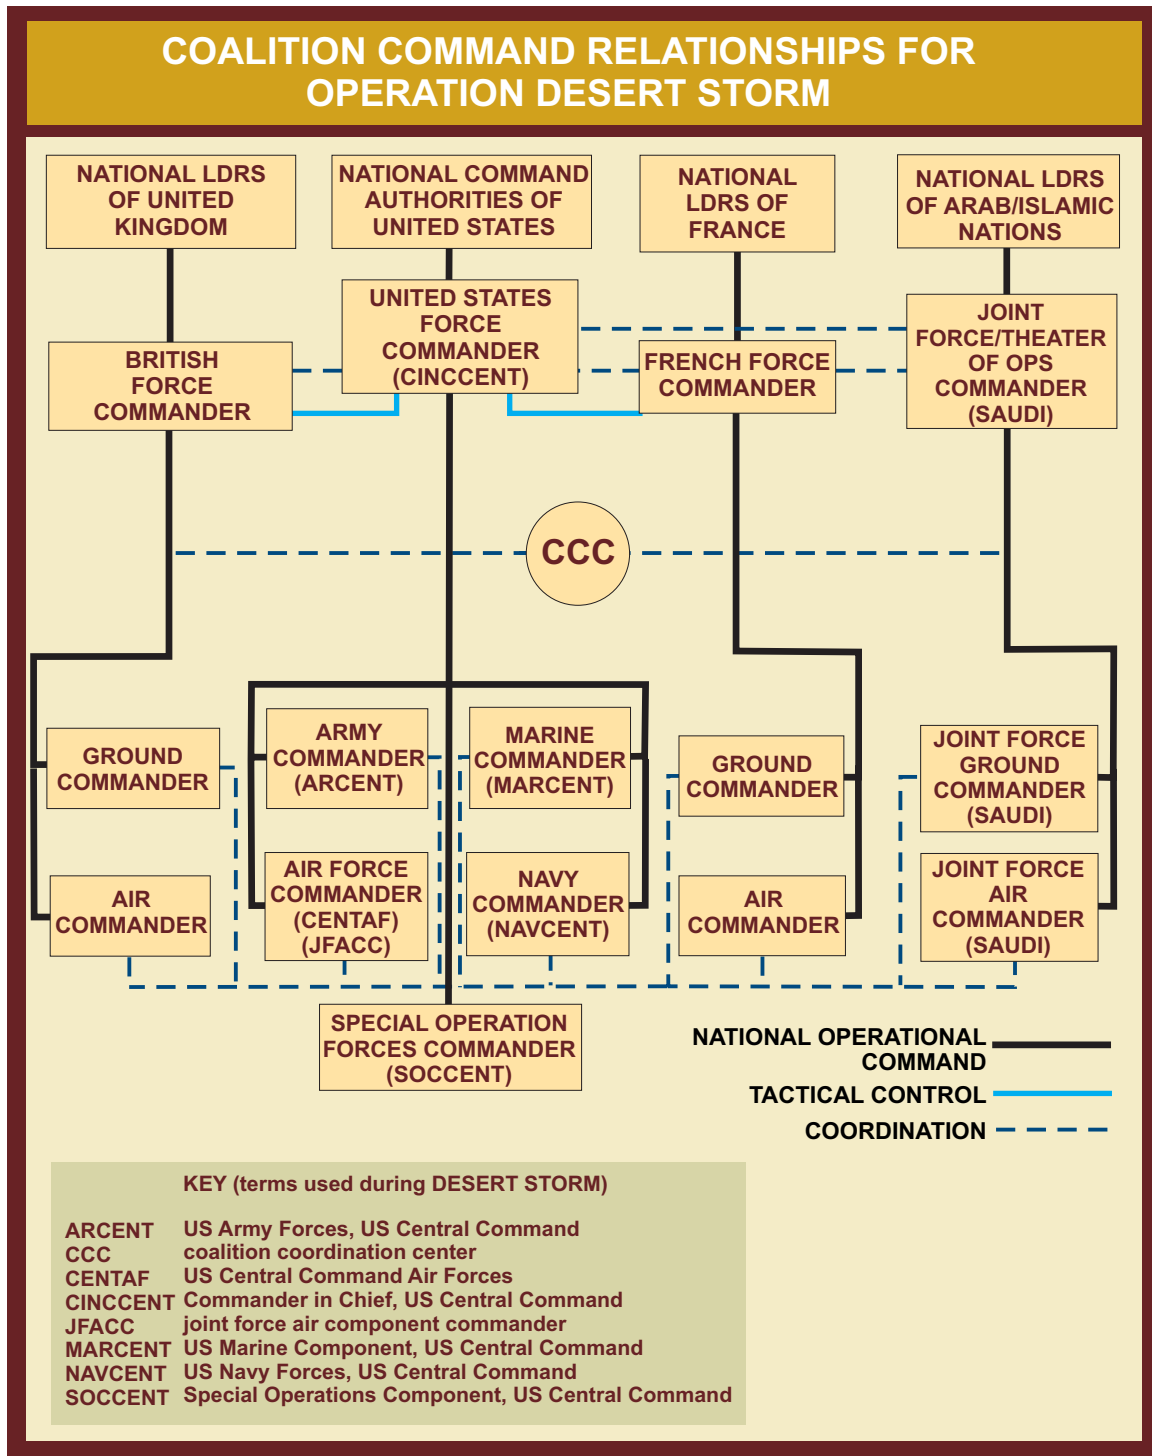 COALITION COMMAND RELATIONSHIPS FOR
OPERATION DESERT STORM
NATIONAL LDRS
OF UNITED
KINGDOM
NATIONAL COMMAND
AUTHORITIES OF
UNITED STATES
NATIONAL
LDRS OF
FRANCE
NATIONAL LDRS
OF ARAB/ISLAMIC
NATIONS
BRITISH
FORCE
COMMANDER
UNITED STATES
FORCE
COMMANDER
(CINCCENT)
FRENCH FORCE
COMMANDER
JOINT
FORCE/THEATER
OF OPS
COMMANDER
(SAUDI)
CCC
GROUND
COMMANDER
ARMY
COMMANDER
(ARCENT)
MARINE
COMMANDER
(MARCENT)
GROUND
COMMANDER
JOINT FORCE
GROUND
COMMANDER
(SAUDI)
AIR
COMMANDER
AIR FORCE
COMMANDER
(CENTAF)
(JFACC)
NAVY
COMMANDER
(NAVCENT)
AIR
COMMANDER
JOINT FORCE
AIR
COMMANDER
(SAUDI)
SPECIAL OPERATION
FORCES COMMANDER
(SOCCENT)
NATIONAL OPERATIONAL
COMMAND
TACTICAL CONTROL
COORDINATION
KEY (terms used during DESERT STORM)
ARCENT US Army Forces, US Central Command
CCC coalition coordination center
CENTAF US Central Command Air Forces
CINCCENT Commander in Chief, US Central Command
JFACC joint force air component commander
MARCENT US Marine Component, US Central Command
NAVCENT US Navy Forces, US Central Command
SOCCENT Special Operations Component, US Central Command